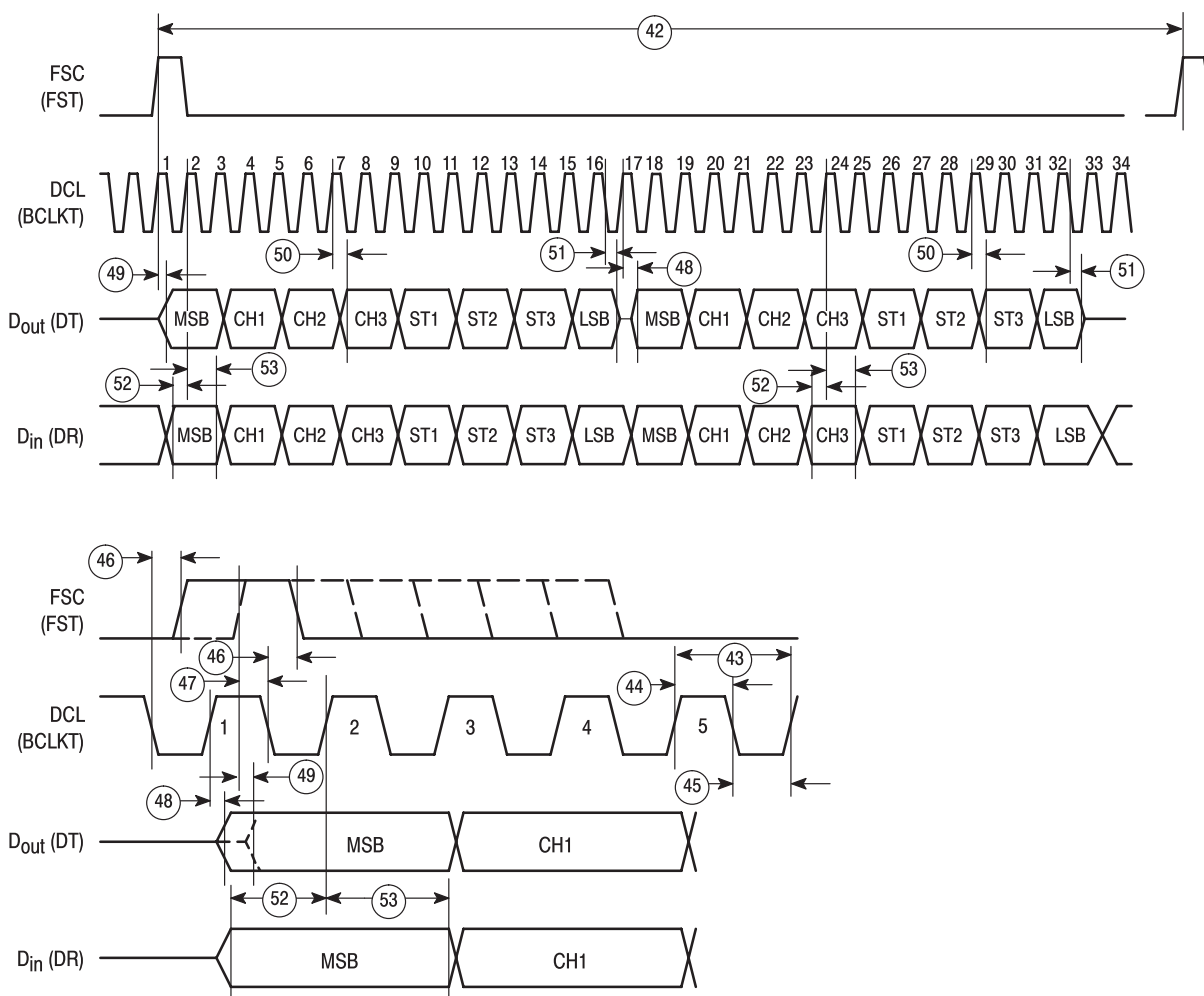 42
FSC
(FST)
1 2 3 4 5 6 7 8 9 10 11 12 13 14 15 16 17 18 19 20 21 22 23 24 25 26 27 28 29 30 31 32 33 34
DCL
(BCLKT)
49 50 51 48 50 51
Dout (DT) MSB CH1 CH2 CH3 ST1 ST2 ST3 LSB MSB CH1 CH2 CH3 ST1 ST2 ST3 LSB
52 53 52 53
Din (DR) MSB CH1 CH2 CH3 ST1 ST2 ST3 LSB MSB CH1 CH2 CH3 ST1 ST2 ST3 LSB
46
FSC
(FST)
46 43
47 44
DCL
(BCLKT)
1 2 3 4 5
49 45
48
Dout (DT) MSB CH1
52 53
Din (DR) MSB CH1